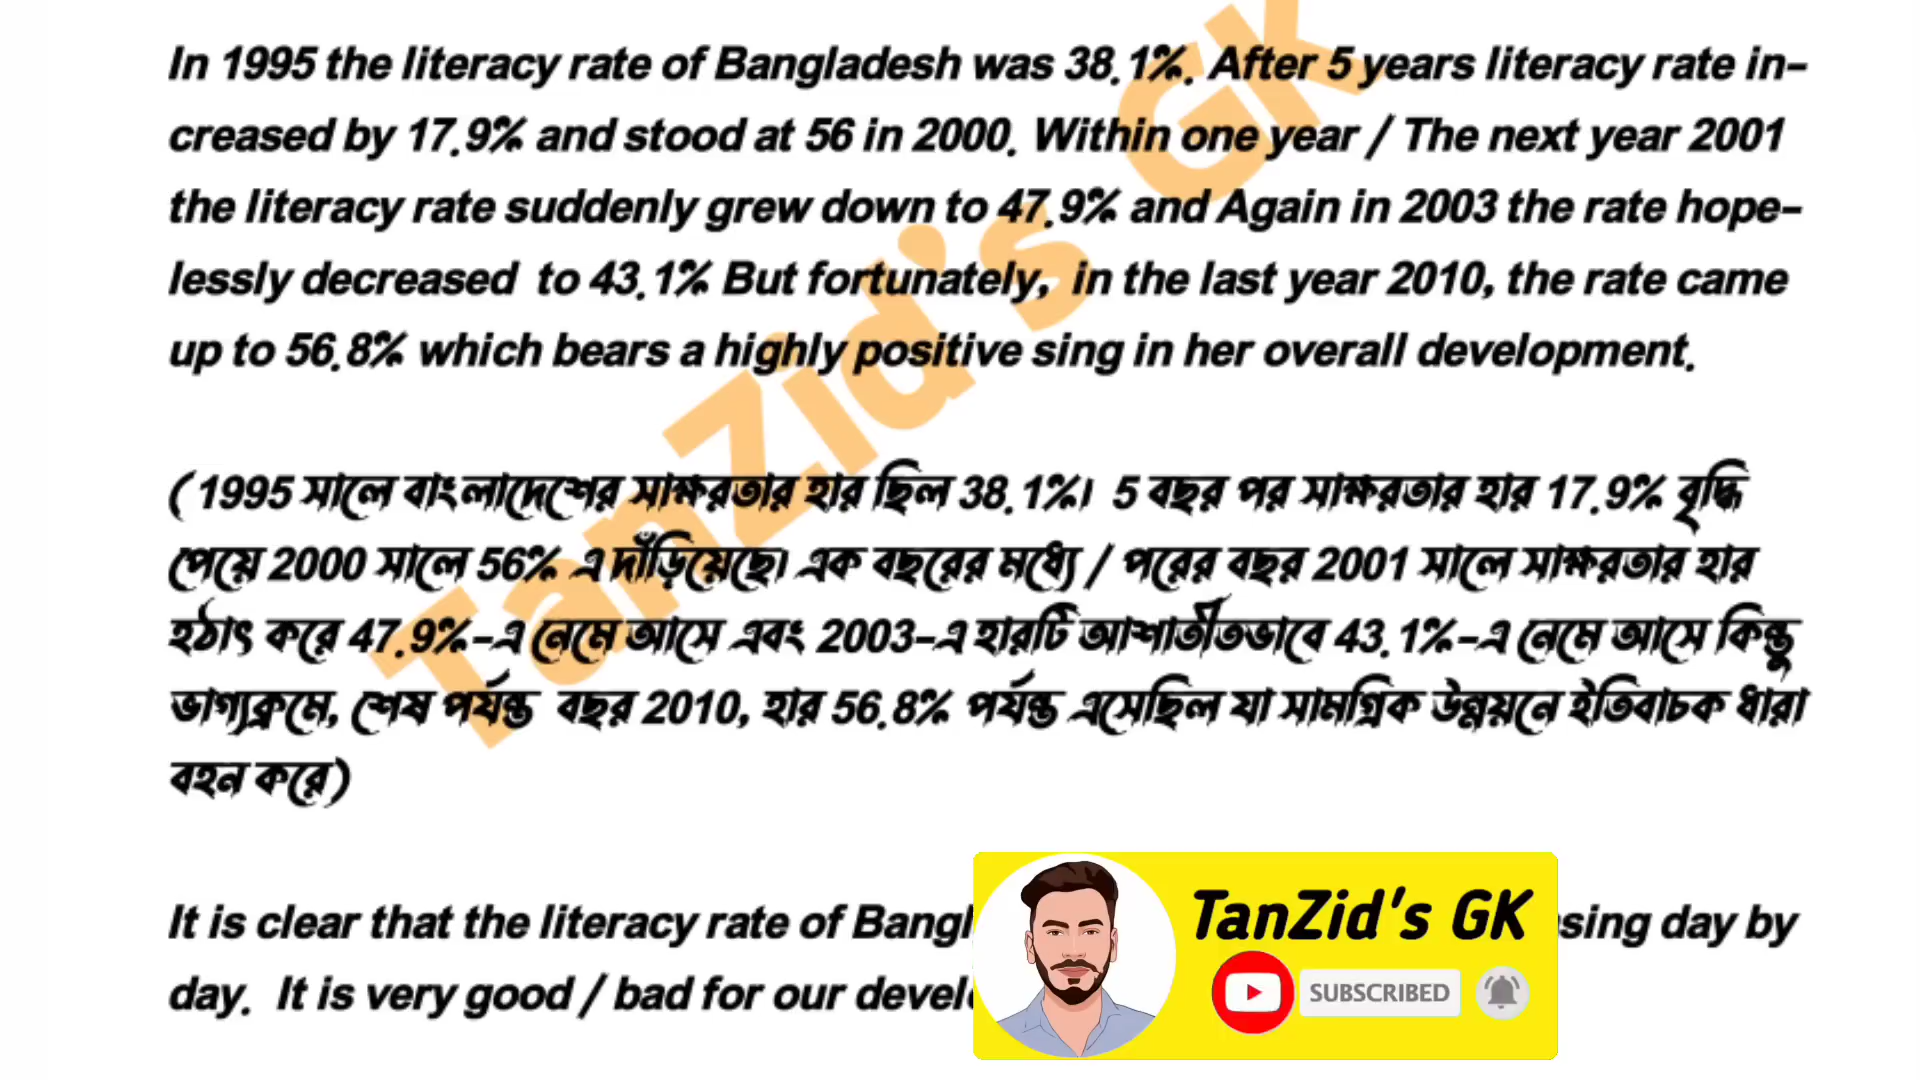 In 1995 the literacy rate of Bangladesh was 38.1%. After 5 years literacy rate in-
creased by 17.9% and stood at 56 in 2000. Within one year / The next year 2001
the literacy rate suddenly grew down to 47.9% and Again in 2003 the rate hope-
lessly decreased to 43.1% But fortunately, in the last year 2010, the rate came
up to 56.8% which bears a highly positive sing in her overall development.
(1995 সালে বাংলাদেশের সাক্ষরতার হার ছিল 38.1%। 5 বছর পর সাক্ষরতার হার 17.9% বৃদ্ধি
পেয়ে 2000 সালে 56% এ দাঁড়িয়েছে। এক বছরের মধ্যে / পরের বছর 2001 সালে সাক্ষরতার হার
হঠাৎ করে 47.9%-এ নেমে আসে এবং 2003-এ হারটি আশাতীতভাবে 43.1%-এ নেমে আসে কিন্তু
ভাগ্যক্রমে, শেষ পর্যন্ত বছর 2010, হার 56.8% পর্যন্ত এসেছিল যা সামগ্রিক উন্নয়নে ইতিবাচক ধারা
বহন করে)
It is clear that the literacy rate of day by
day. It is very good / bad for our
TanZid's GK
TanZid's GK
SUBSCRIBED